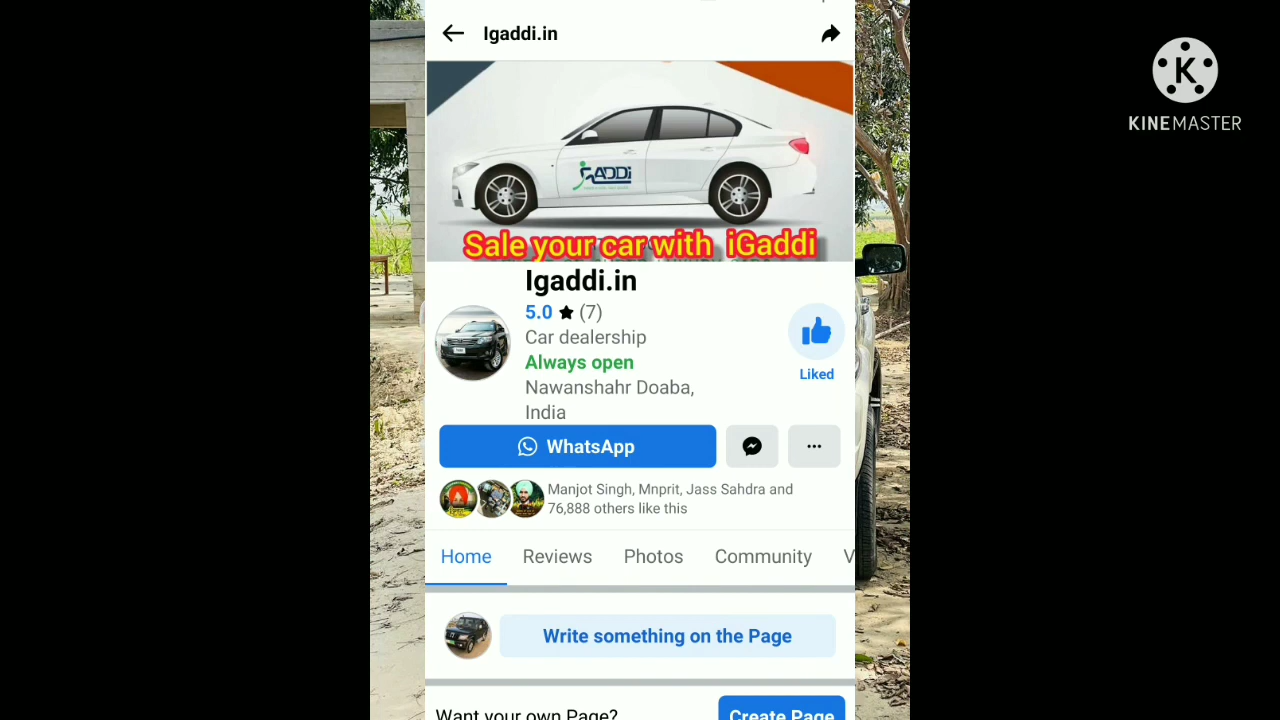 Igaddi.in
KINEMASTER
GADDi
Sale your car with iGaddi
Igaddi.in
5.0 ★ (7)
Car dealership
Always open
Nawanshahr Doaba,
India
Liked
WhatsApp
Manjot Singh, Mnprit, Jass Sahdra and
76,888 others like this
Home Reviews Photos Community V
Write something on the Page
Want your own Page? Create Page